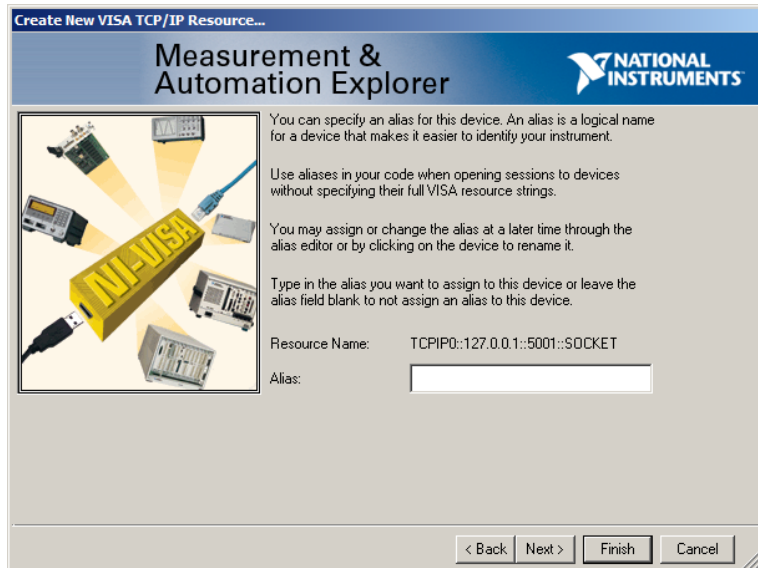 Create New VISA TCP/IP Resource...
Measurement &
Automation Explorer
NATIONAL
INSTRUMENTS
You can specify an alias for this device. An alias is a logical name
for a device that makes it easier to identify your instrument.
Use aliases in your code when opening sessions to devices
without specifying their full VISA resource strings.
You may assign or change the alias at a later time through the
alias editor or by clicking on the device to rename it.
Type in the alias you want to assign to this device or leave the
alias field blank to not assign an alias to this device.
NI-VISA
Resource Name: TCPIP0::127.0.0.1::5001::SOCKET
Alias:
< Back Next > Finish Cancel